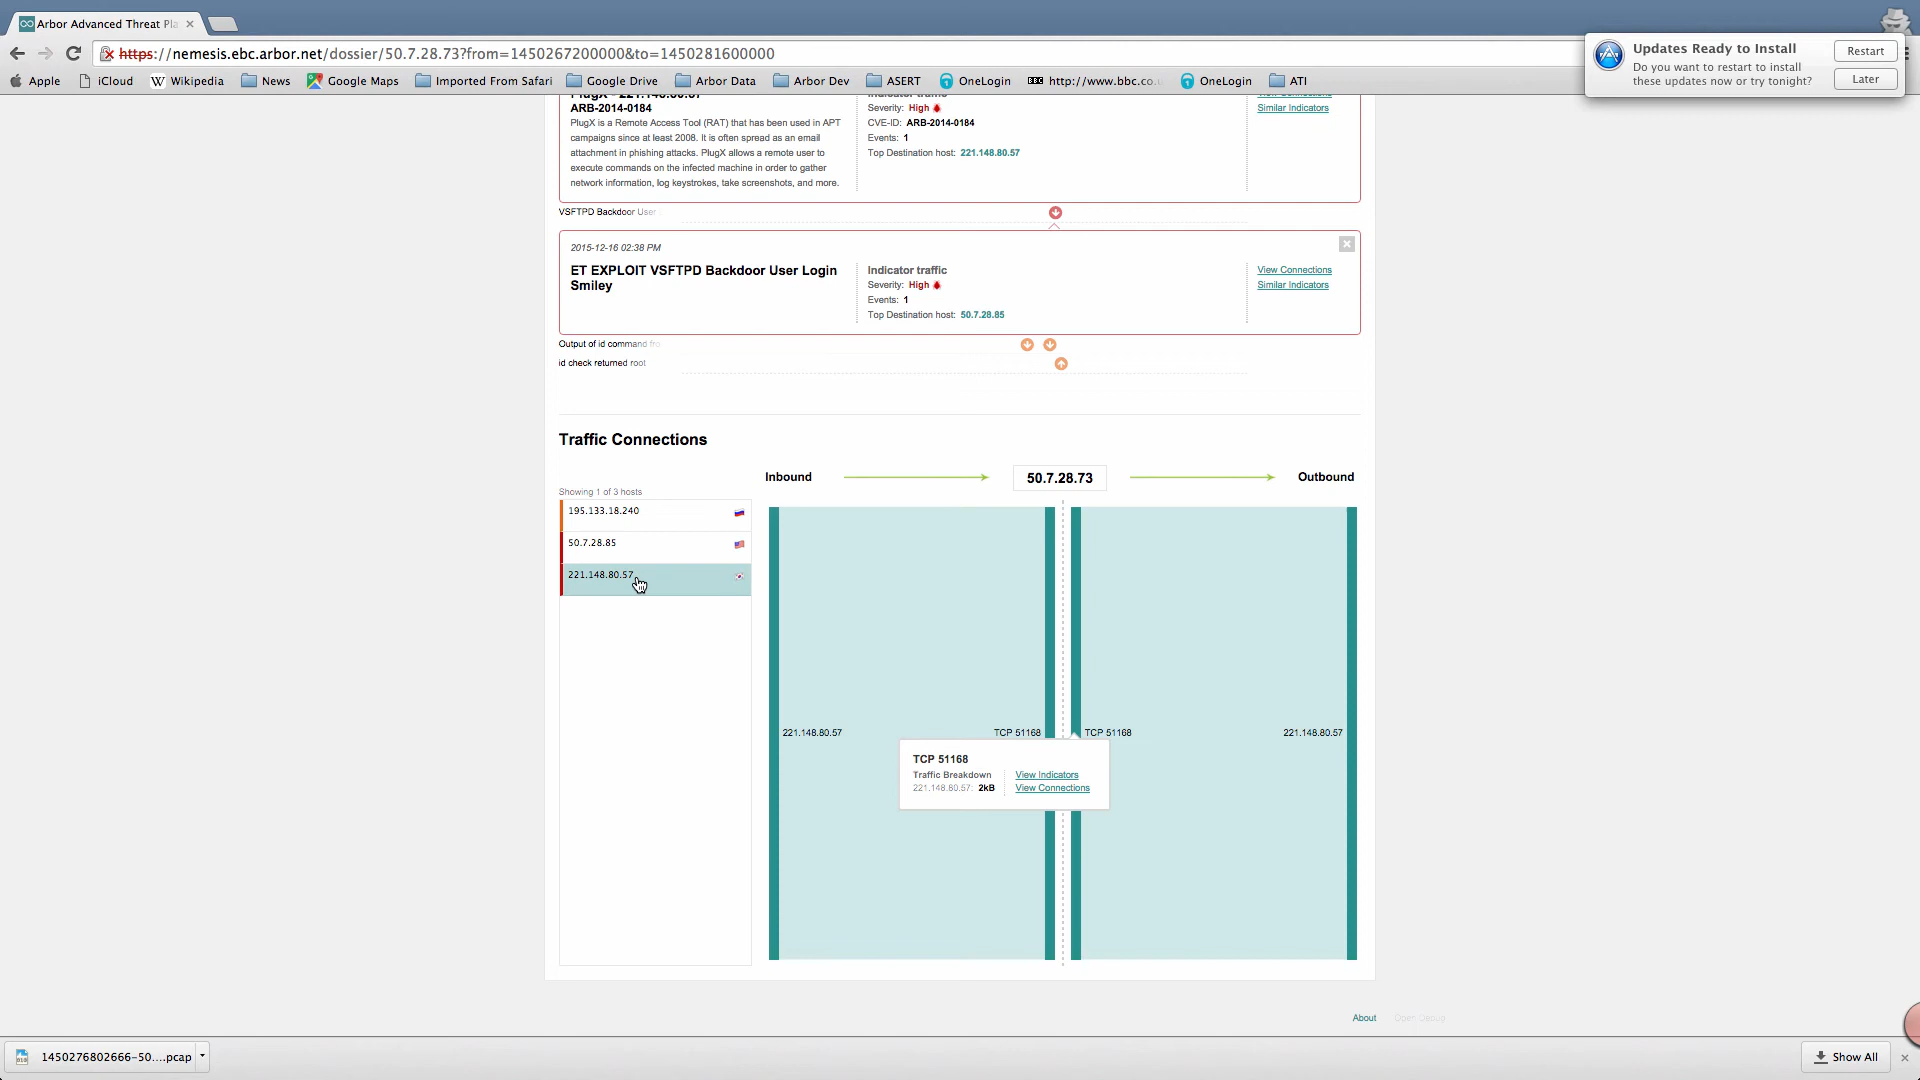 Arbor Advanced Threat Pla
https://nemesis.ebc.arbor.net/dossier/50.7.28.73?from=1450267200000&to=1450281600000
Apple
iCloud
Wikipedia
News
Google Maps
Imported From Safari
Google Drive
Arbor Data
Arbor Dev
ASERT
OneLogin
http://www.bbc.co.u
OneLogin
ATI
Updates Ready to Install
Do you want to restart to install
these updates now or try tonight?
Restart
Later
ARB-2014-0184
PlugX is a Remote Access Tool (RAT) that has been used in APT
campaigns since at least 2008. It is often spread as an email
attachment in phishing attacks. PlugX allows a remote user to
execute commands on the infected machine in order to gather
network information, log keystrokes, take screenshots, and more.
Severity: High
CVE-ID: ARB-2014-0184
Events: 1
Top Destination host: 221.148.80.57
Similar Indicators
VSFTPD Backdoor User
2015-12-16 02:38 PM
ET EXPLOIT VSFTPD Backdoor User Login
Smiley
Indicator traffic
Severity: High
Events: 1
Top Destination host: 50.7.28.85
View Connections
Similar Indicators
Output of id command fro
id check returned root
Traffic Connections
Inbound
50.7.28.73
Outbound
Showing 1 of 3 hosts
195.133.18.240
50.7.28.85
221.148.80.57
221.148.80.57
TCP 51168
TCP 51168
221.148.80.57
TCP 51168
Traffic Breakdown
221.148.80.57: 2kB
View Indicators
View Connections
About
Open Debug
1450276802666-50....pcap
Show All